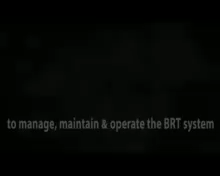 to manage, maintain & operate the BRT system